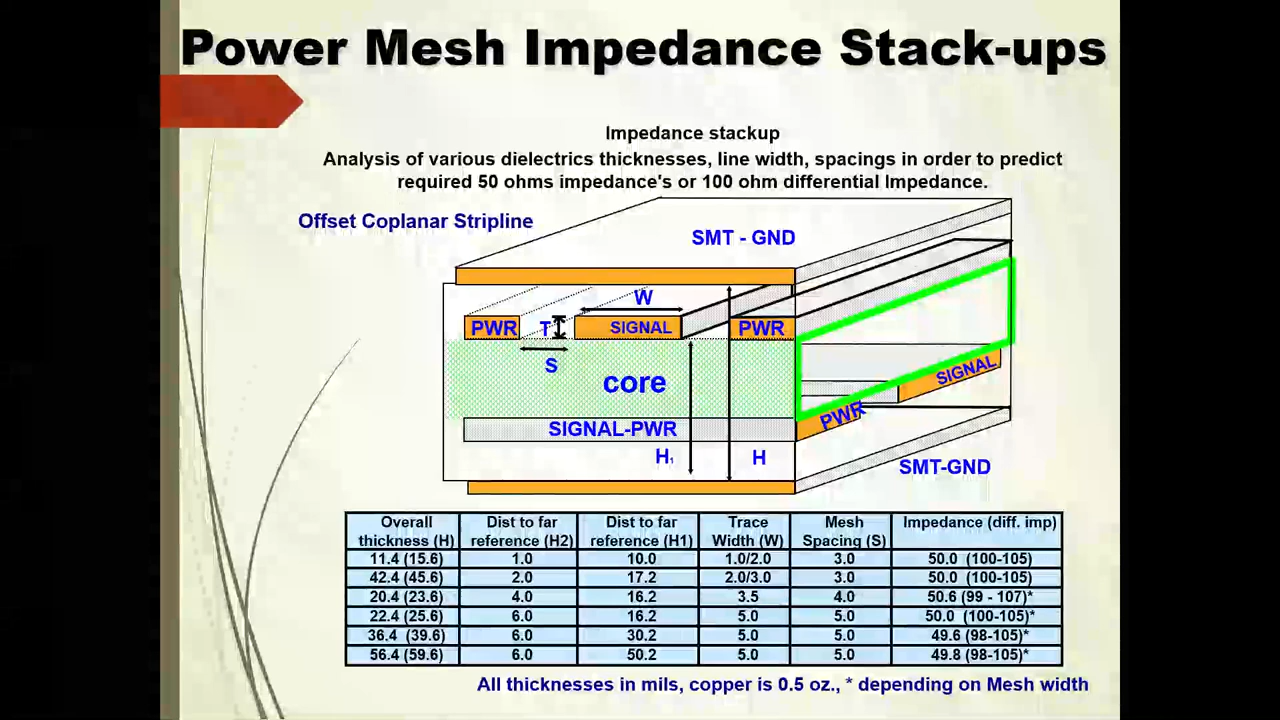 Power Mesh Impedance Stack-ups
Impedance stackup
Analysis of various dielectrics thicknesses, line width, spacings in order to predict
required 50 ohms impedance's or 100 ohm differential Impedance.
Offset Coplanar Stripline
SMT - GND
W
PWR
T
SIGNAL
PWR
S
core
SIGNAL
PWR
SIGNAL-PWR
H1
H
SMT-GND
Overall thickness (H) Dist to far reference (H2) Dist to far reference (H1) Trace Width (W) Mesh Spacing (S) Impedance (diff. imp)
11.4 (15.6) 1.0 10.0 1.0/2.0 3.0 50.0 (100-105)
42.4 (45.6) 2.0 17.2 2.0/3.0 3.0 50.0 (100-105)
20.4 (23.6) 4.0 16.2 3.5 4.0 50.6 (99 - 107)*
22.4 (25.6) 6.0 16.2 5.0 5.0 50.0 (100-105)*
36.4 (39.6) 6.0 30.2 5.0 5.0 49.6 (98-105)*
56.4 (59.6) 6.0 50.2 5.0 5.0 49.8 (98-105)*
All thicknesses in mils, copper is 0.5 oz., * depending on Mesh width